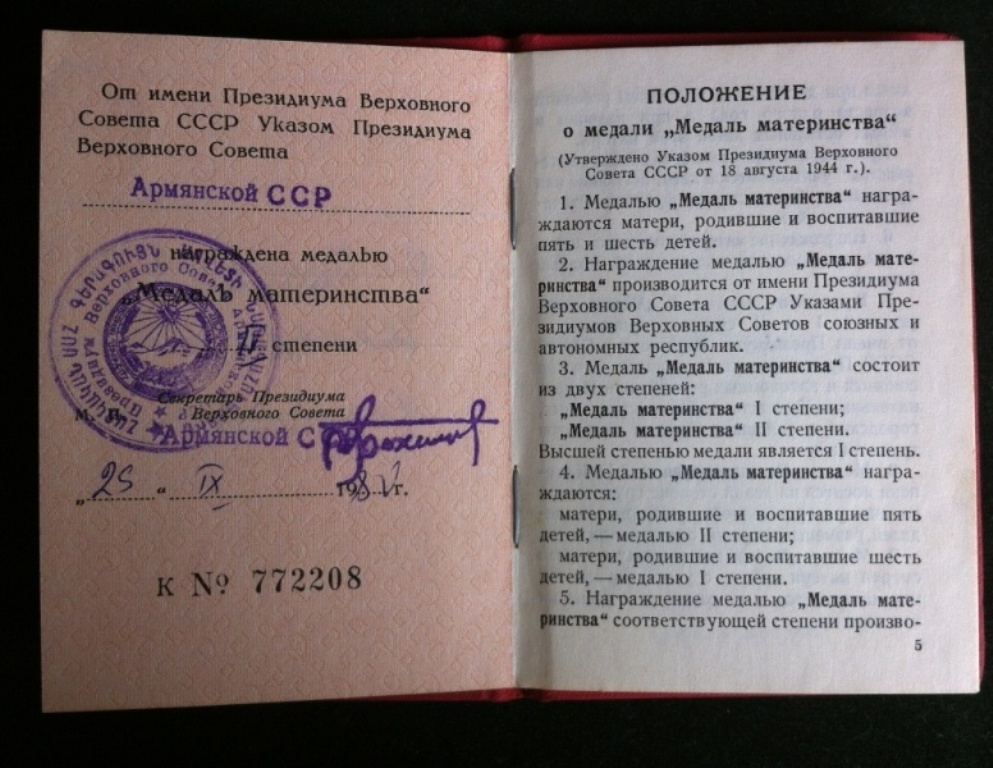 От имени Президиума Верховного
Совета СССР Указом Президиума
Верховного Совета
Армянской ССР
награждена медалью
„Медаль материнства“
II степени
Секретарь Президиума
М. П. Верховного Совета
Армянской
„25“ IX 198 г.
К № 772208
ПОЛОЖЕНИЕ
о медали „Медаль материнства“
(Утверждено Указом Президиума Верховного
Совета СССР от 18 августа 1944 г.).
1. Медалью „Медаль материнства“ награ-
ждаются матери, родившие и воспитавшие
пять и шесть детей.
2. Награждение медалью „Медаль мате-
ринства“ производится от имени Президиума
Верховного Совета СССР Указами Пре-
зидиумов Верховных Советов союзных и
автономных республик.
3. Медаль „Медаль материнства“ состоит
из двух степеней:
„Медаль материнства“ I степени;
„Медаль материнства“ II степени.
Высшей степенью медали является I степень.
4. Медалью „Медаль материнства“ награ-
ждаются:
матери, родившие и воспитавшие пять
детей, — медалью II степени;
матери, родившие и воспитавшие шесть
детей, — медалью I степени.
5. Награждение медалью „Медаль мате-
ринства“ соответствующей степени произво-
5